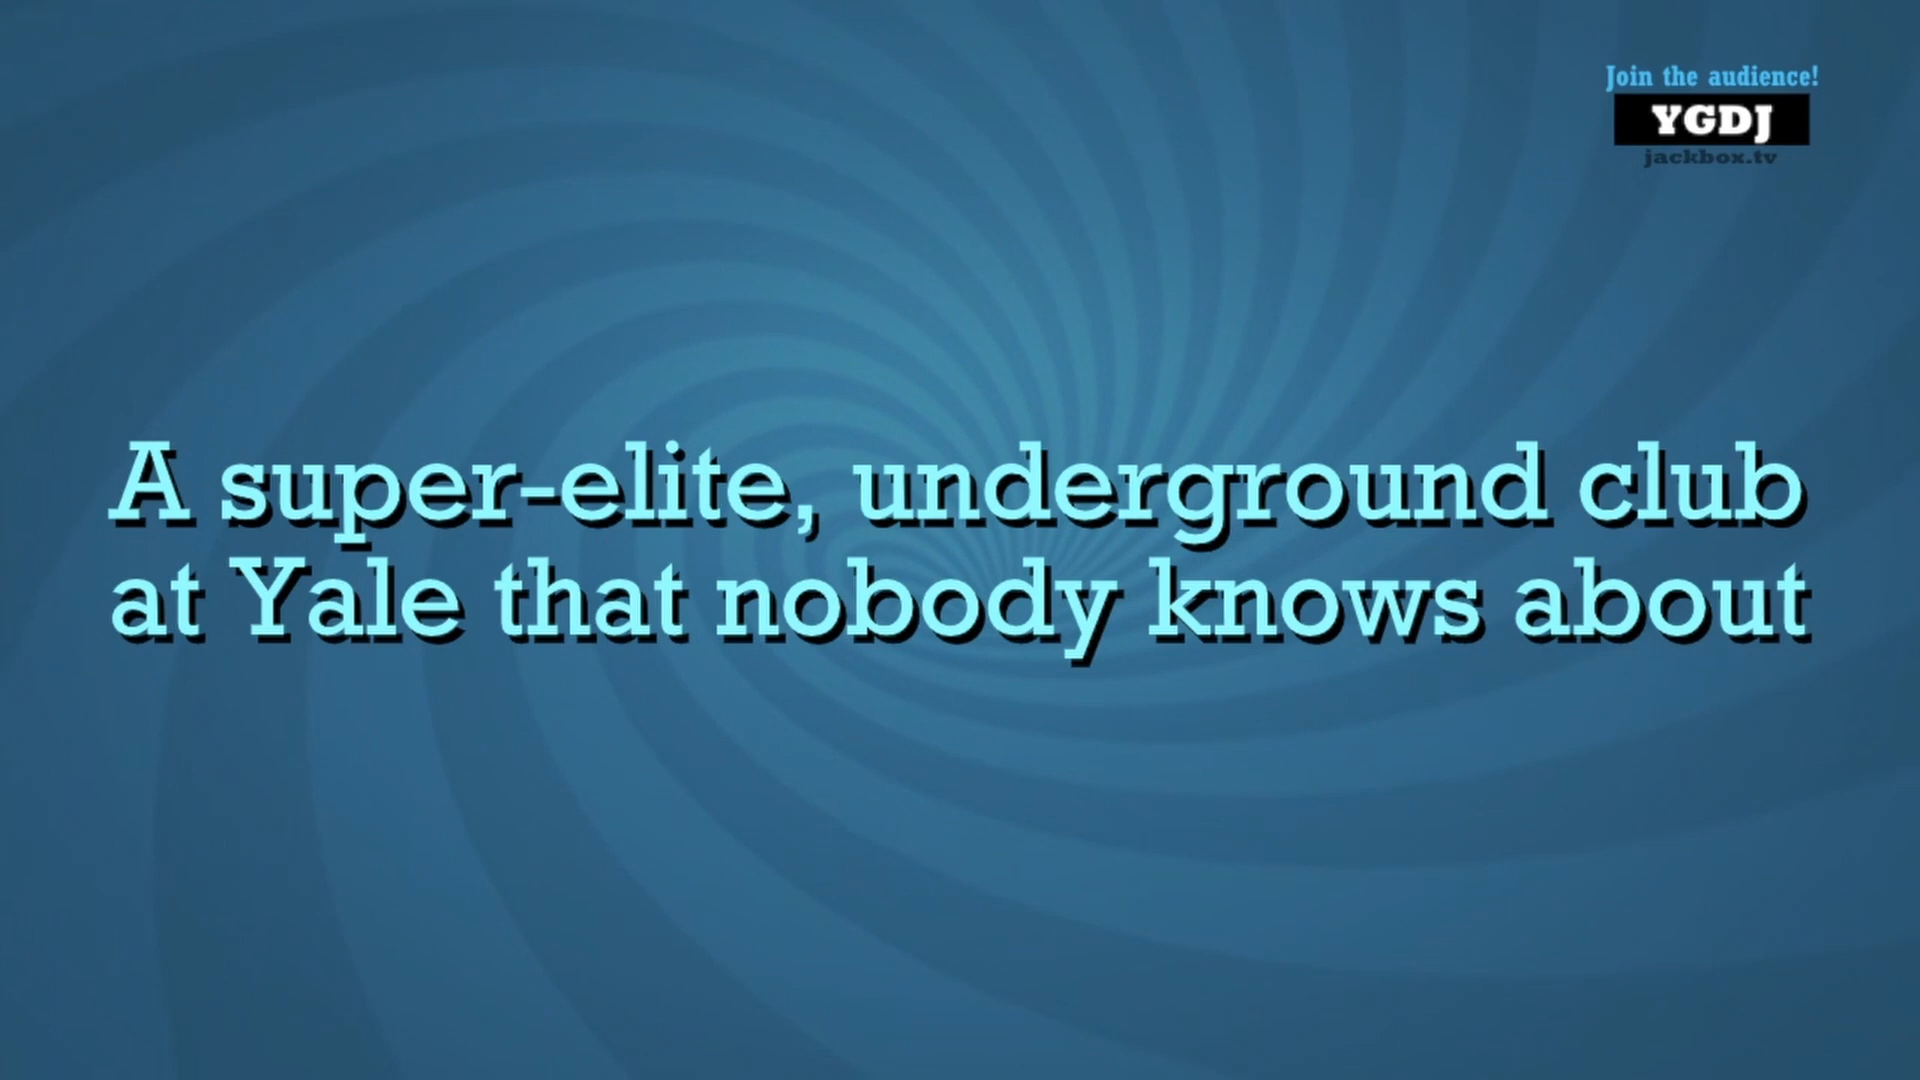 Join the audience!
YGDJ
jackbox.tv
A super-elite, underground club
at Yale that nobody knows about